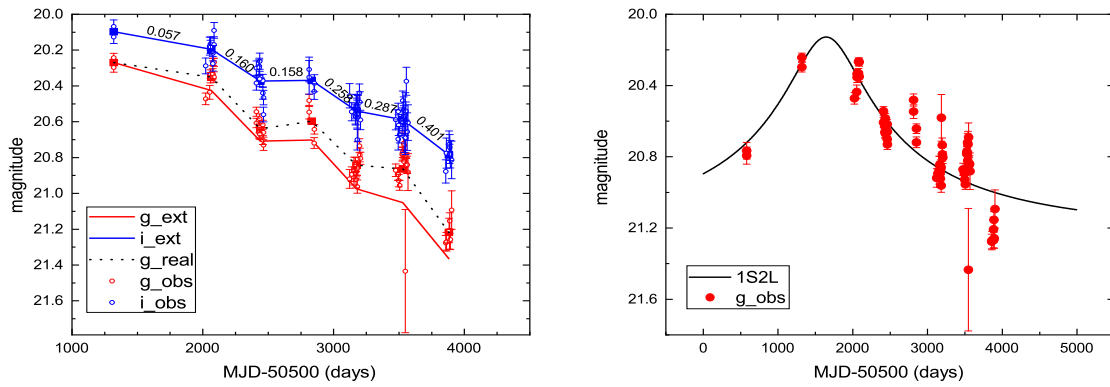 20.0
20.2
20.4
20.6
20.8
21.0
21.2
21.4
21.6
magnitude
0.057
0.160
0.158
0.258
0.287
0.401
g_ext
i_ext
g_real
g_obs
i_obs
1000 2000 3000 4000
MJD-50500 (days)
20.0
20.4
20.8
21.2
21.6
magnitude
1S2L
g_obs
0 1000 2000 3000 4000 5000
MJD-50500 (days)